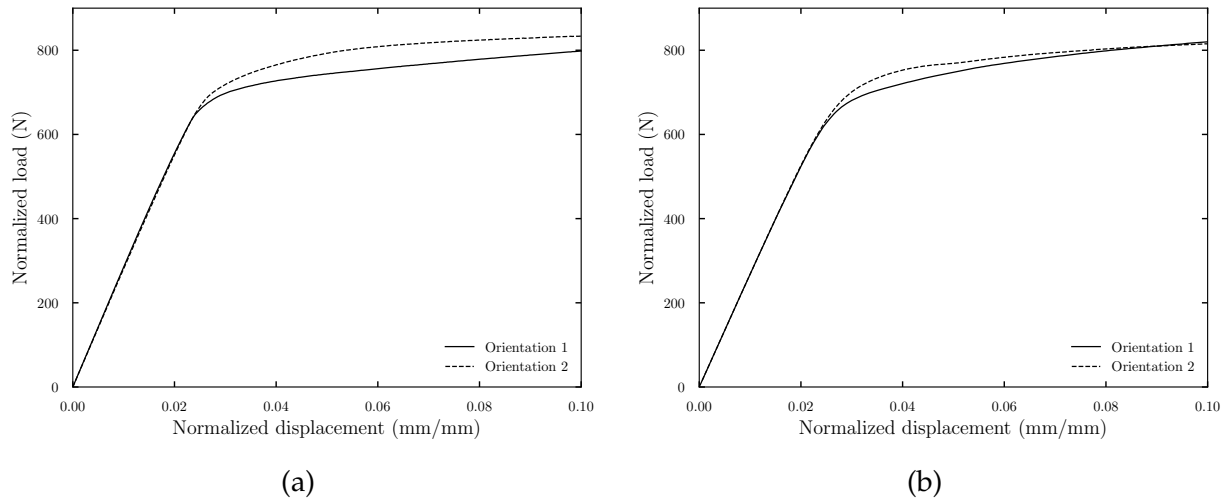 800
600
400
200
0
0.00 0.02 0.04 0.06 0.08 0.10
Normalized displacement (mm/mm)
Normalized load (N)
Orientation 1
Orientation 2
(a)
800
600
400
200
0
0.00 0.02 0.04 0.06 0.08 0.10
Normalized displacement (mm/mm)
Normalized load (N)
Orientation 1
Orientation 2
(b)